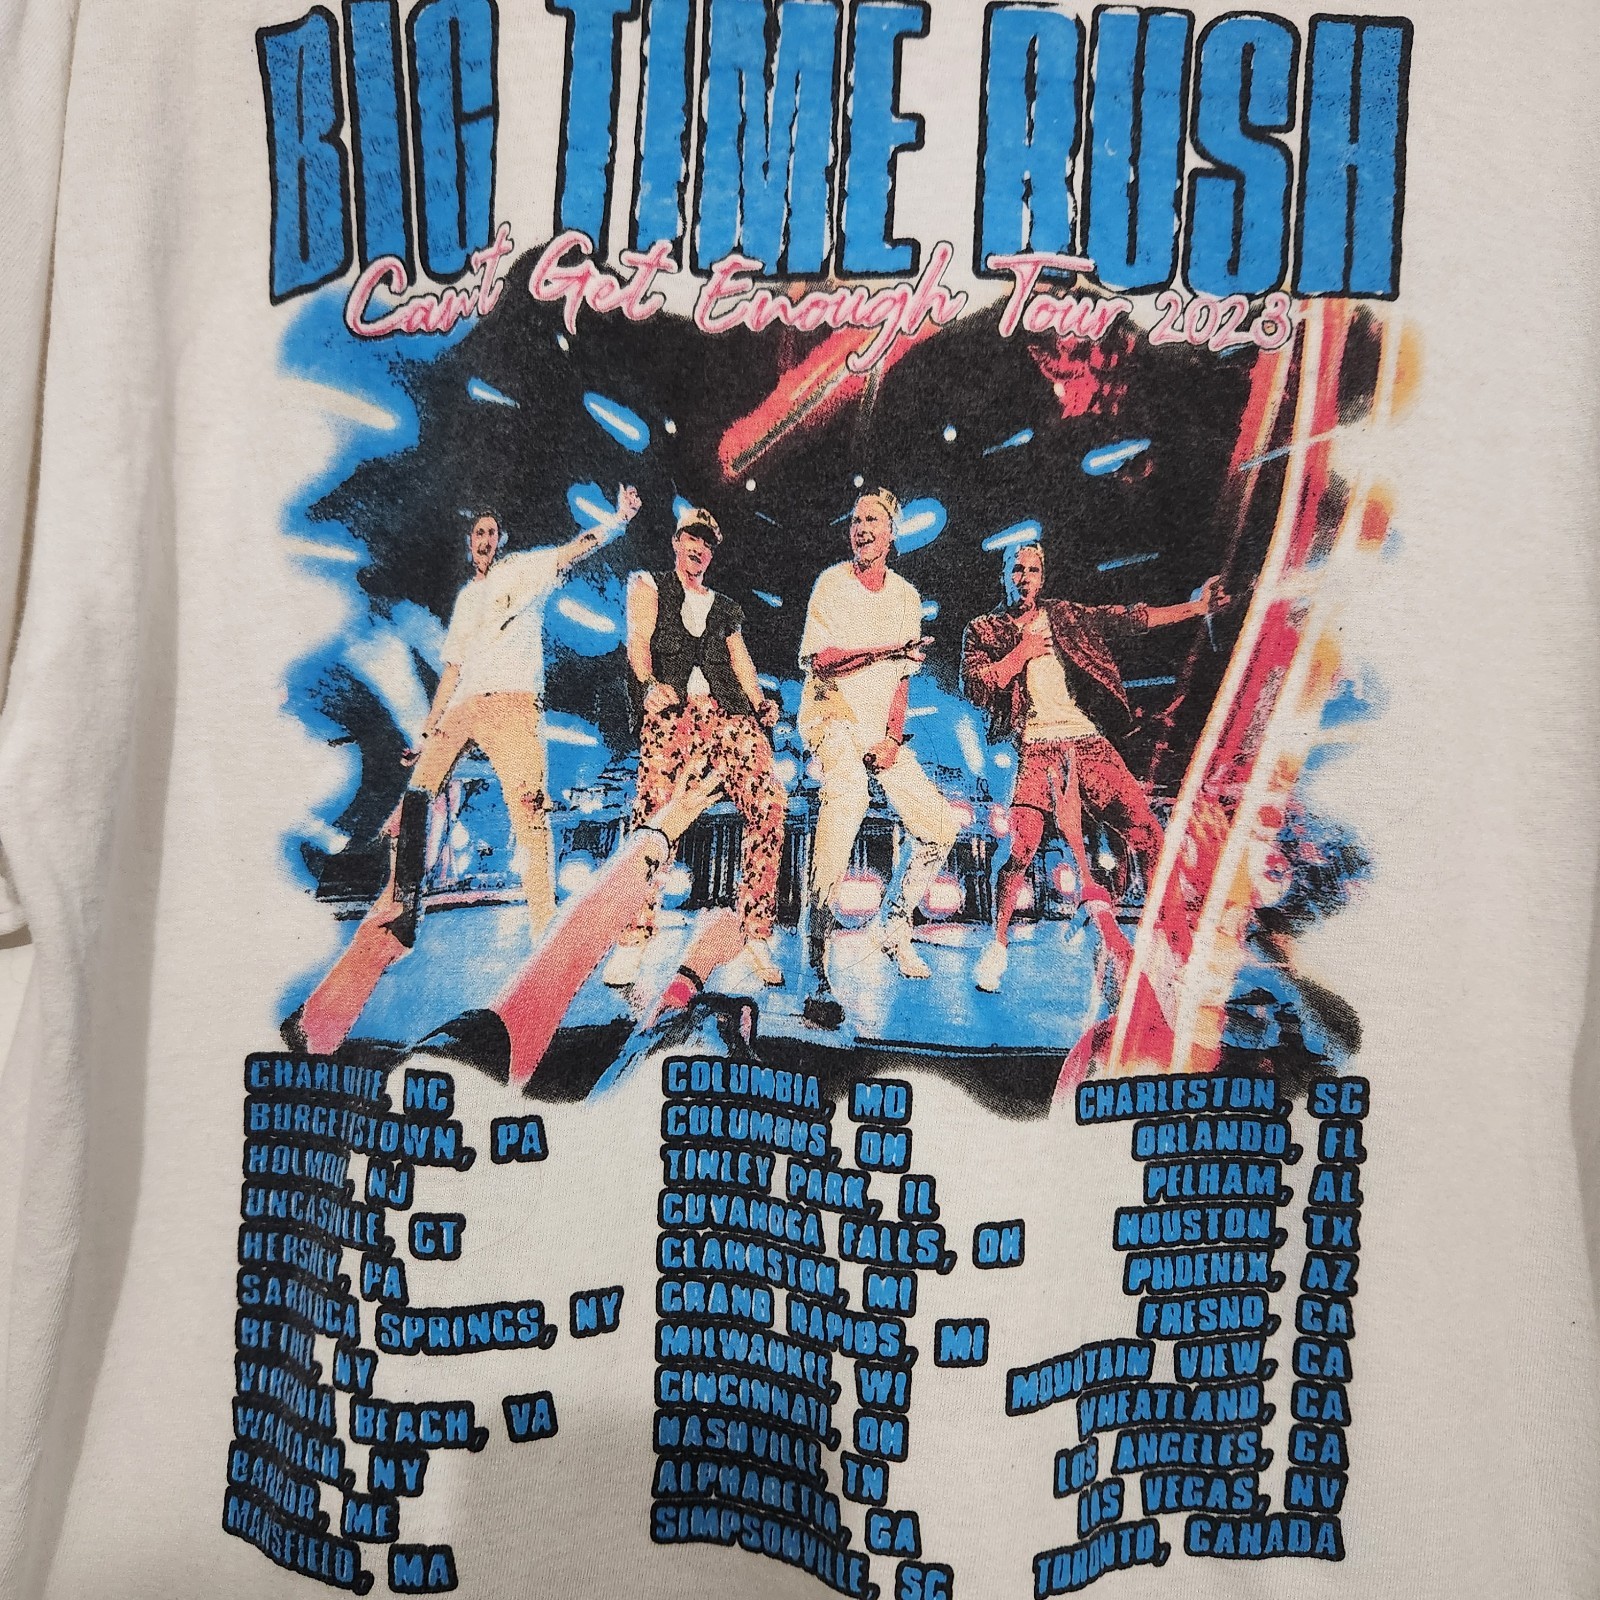 BIG TIME RUSH
Can't Get Enough Tour 2023
CHARLOTTE, NC
BURGETTSTOWN, PA
HOLMDEL, NJ
UNCASVILLE, CT
HERSHEY, PA
SARATOGA SPRINGS, NY
BETHEL, NY
VIRGINIA BEACH, VA
WANTAGH, NY
BANGOR, ME
MANSFIELD, MA
COLUMBIA, MD
COLUMBUS, OH
TINLEY PARK, IL
CUYAHOGA FALLS, OH
CLARKSTON, MI
GRAND RAPIDS, MI
MILWAUKEE, WI
CINCINNATI, OH
NASHVILLE, TN
ALPHARETTA, GA
SIMPSONVILLE, SC
CHARLESTON, SC
ORLANDO, FL
PELHAM, AL
HOUSTON, TX
PHOENIX, AZ
FRESNO, CA
MOUNTAIN VIEW, CA
WHEATLAND, CA
LOS ANGELES, CA
LAS VEGAS, NV
TORONTO, CANADA